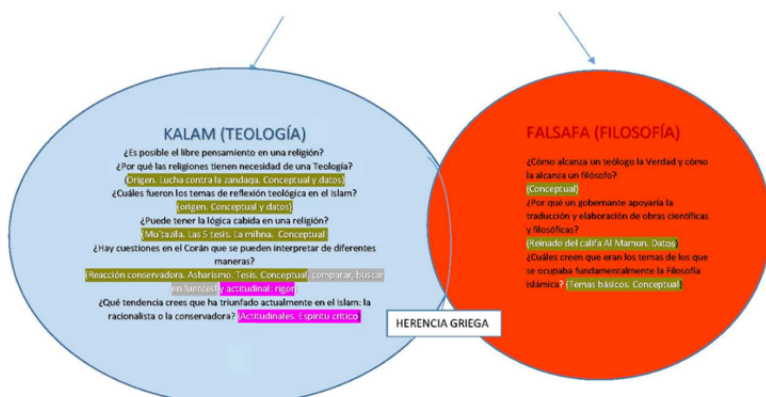 KALAM (TEOLOGÍA)
¿Es posible el libre pensamiento en una religión?
¿Por qué las religiones tienen necesidad de una Teología?
(Origen. Lucha contra la zandaqa. Conceptual y datos)
¿Cuáles fueron los temas de reflexión teológica en el Islam?
(origen. Conceptual y datos)
¿Puede tener la lógica cabida en una religión?
(Mu´tazila. Las 5 tesis. La mihna. Conceptual)
¿Hay cuestiones en el Corán que se pueden interpretar de diferentes
maneras?
(Reacción conservadora. Asharismo. Tesis. Conceptual, comparar, buscar
en fuentes) y actitudinal: rigor
¿Qué tendencia crees que ha triunfado actualmente en el Islam: la
racionalista o la conservadora? (Actitudinales. Espíritu crítico
HERENCIA GRIEGA
FALSAFA (FILOSOFÍA)
¿Cómo alcanza un teólogo la Verdad y cómo
la alcanza un filósofo?
(Conceptual)
¿Por qué un gobernante apoyaría la
traducción y elaboración de obras científicas
y filosóficas?
(Reinado del califa Al Mamun. Datos)
¿Cuáles creen que eran los temas de los que
se ocupaba fundamentalmente la Filosofía
islámica? (Temas básicos. Conceptual)